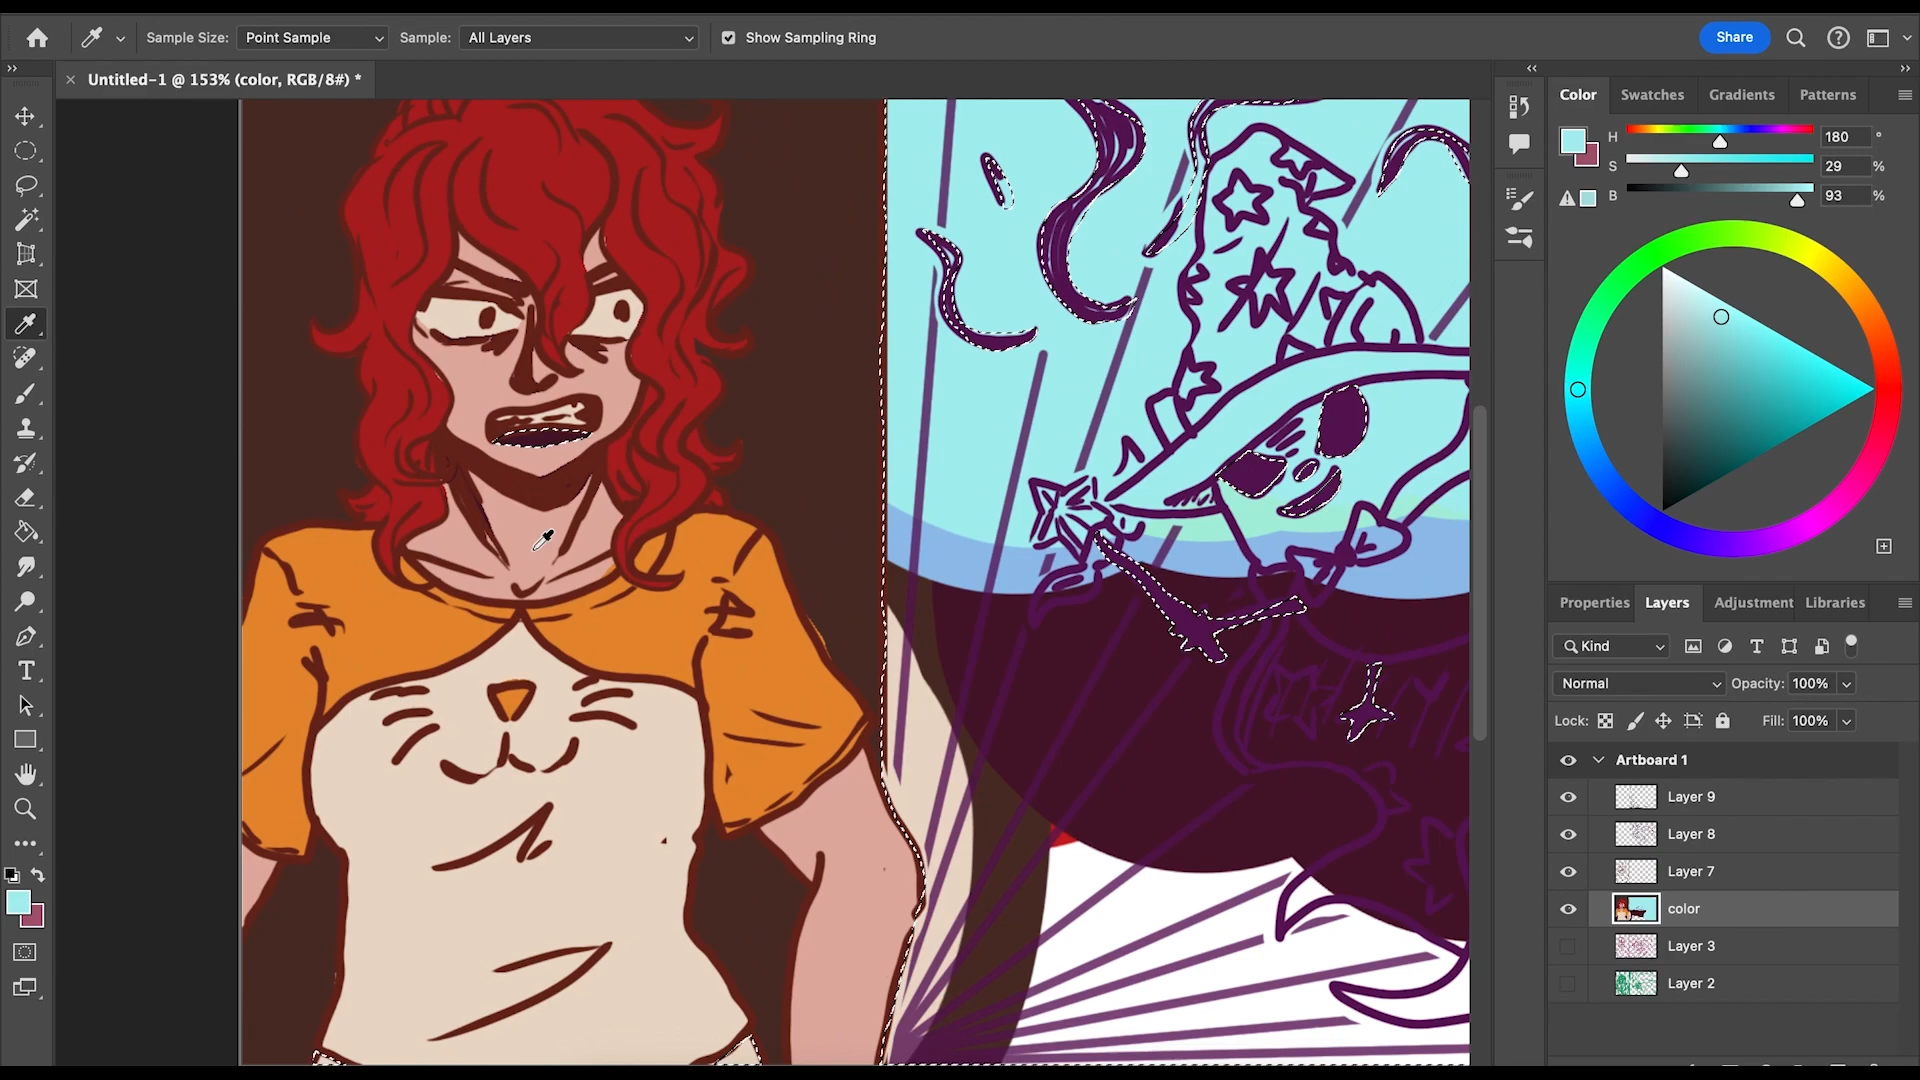 Sample Size: Point Sample Sample: All Layers Show Sampling Ring Share
Untitled-1 @ 153% (color, RGB/8#) *
Color Swatches Gradients Patterns
H 180 °
S 29 %
B 93 %
Properties Layers Adjustment Libraries
Kind
Normal Opacity: 100%
Lock: Fill: 100%
Artboard 1
Layer 9
Layer 8
Layer 7
color
Layer 3
Layer 2